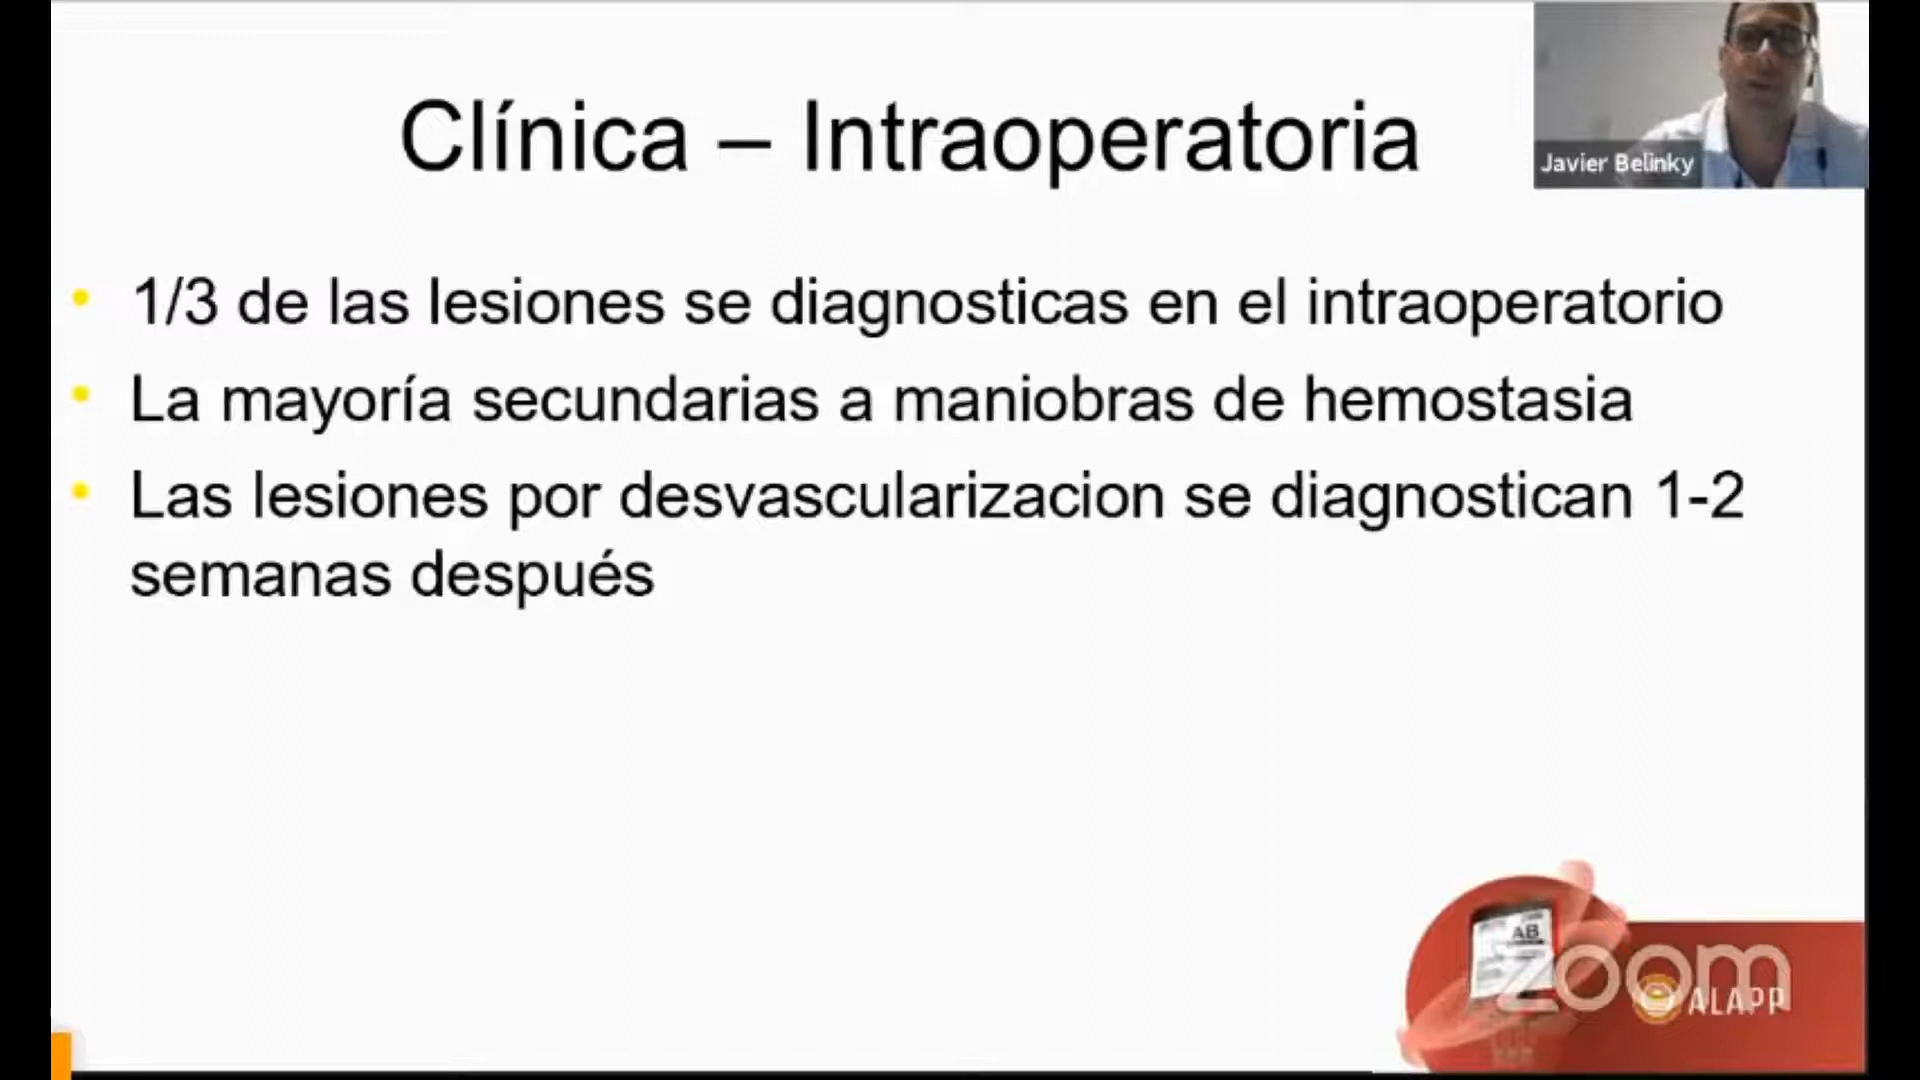 Clínica – Intraoperatoria
Javier Belinky
• 1/3 de las lesiones se diagnosticas en el intraoperatorio
• La mayoría secundarias a maniobras de hemostasia
• Las lesiones por desvascularizacion se diagnostican 1-2
semanas después
AB
zoom
ALAPP